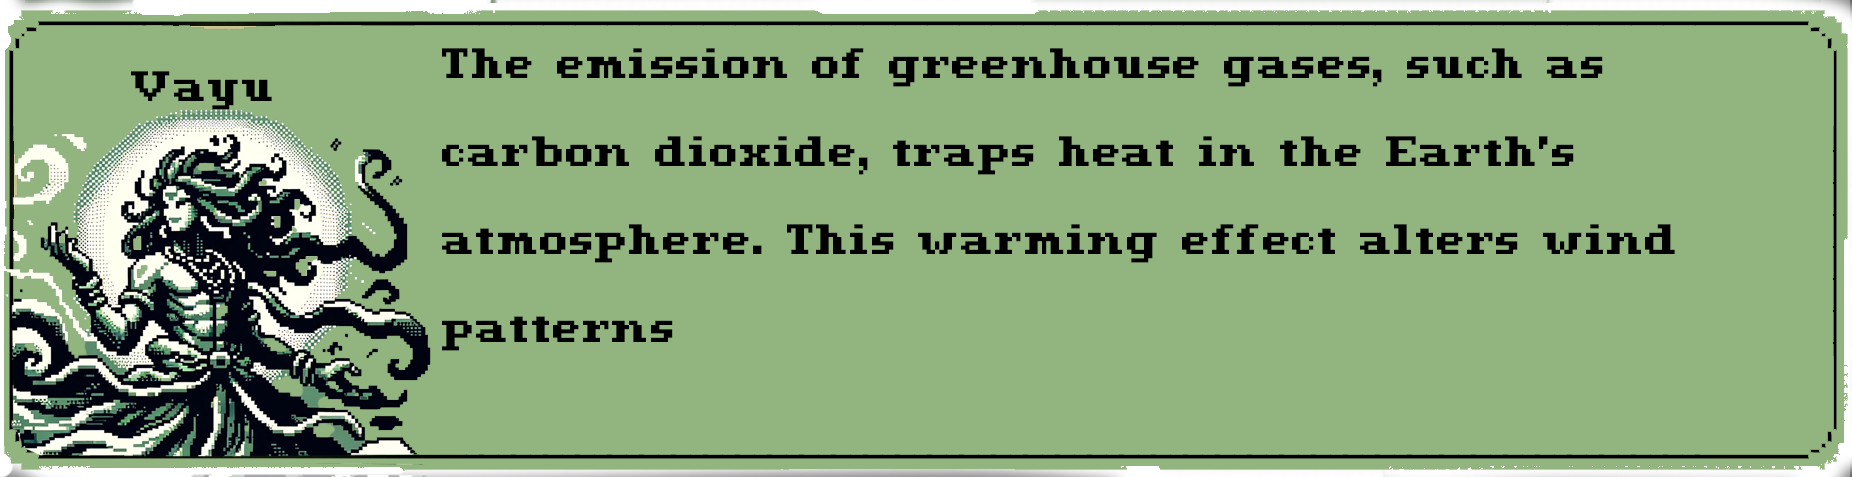 Vayu
The emission of greenhouse gases, such as
carbon dioxide, traps heat in the Earth's
atmosphere. This warming effect alters wind
patterns